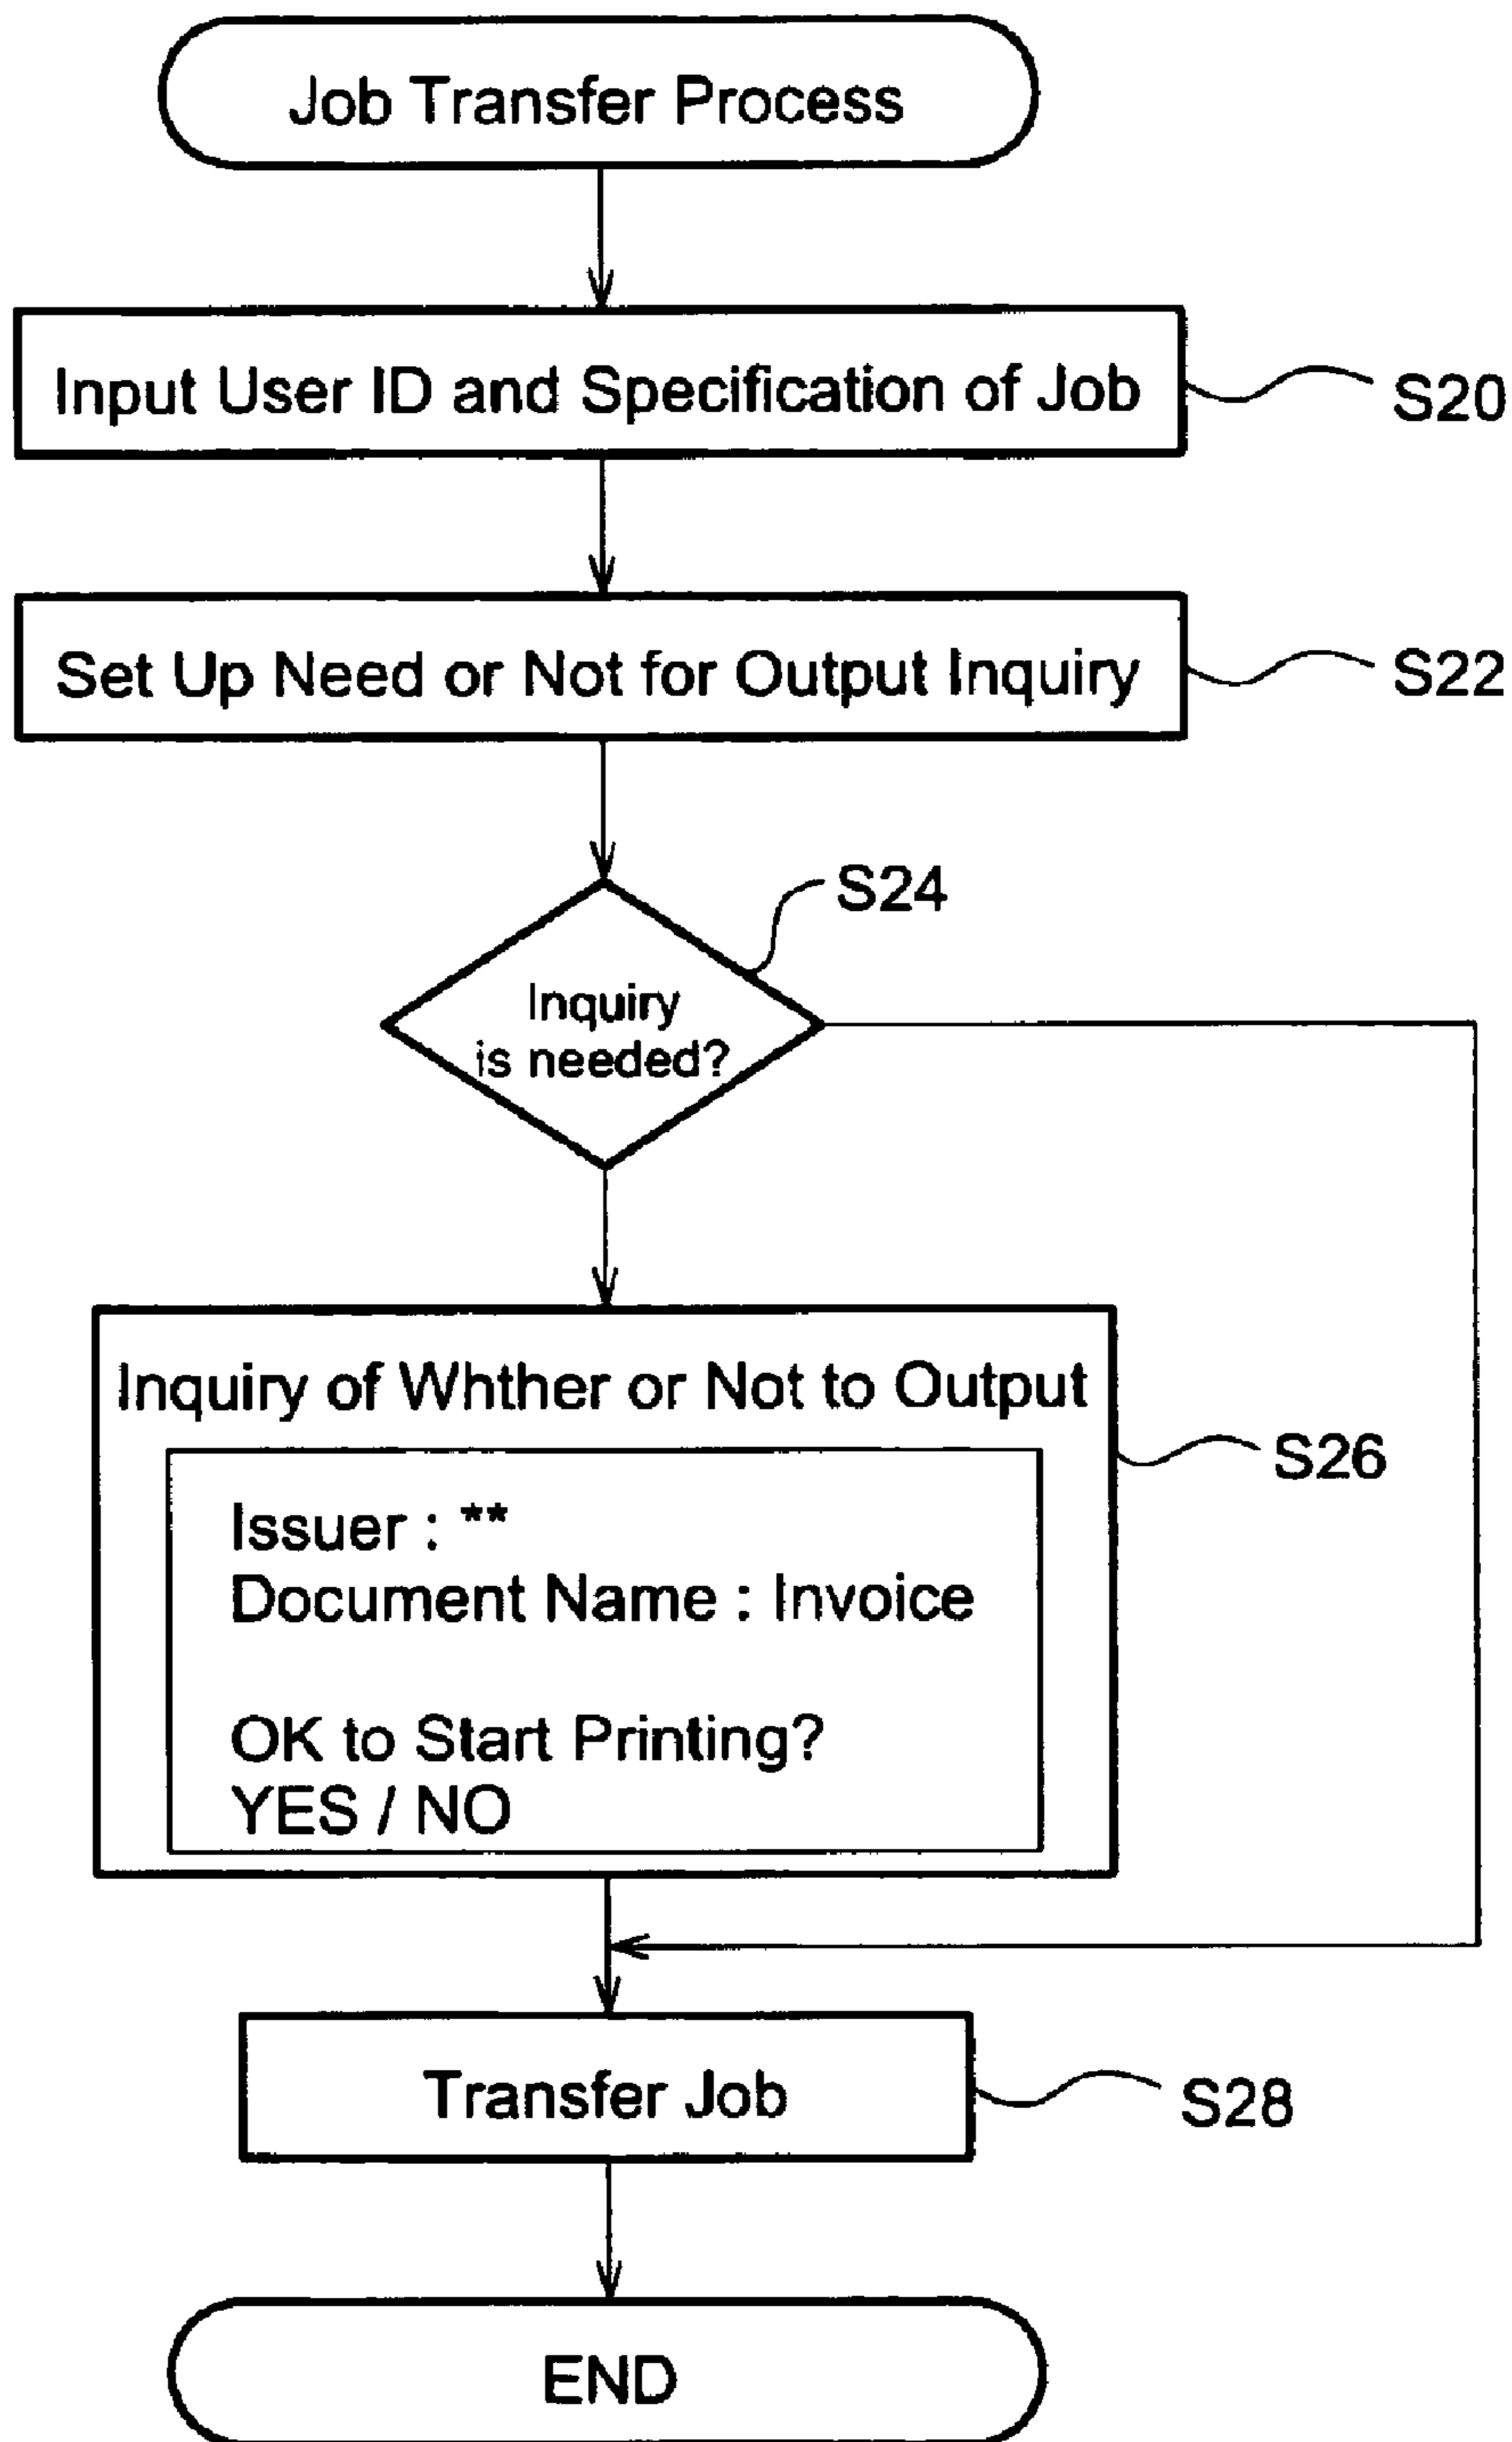 Job Transfer Process
Input User ID and Specification of Job
S20
Set Up Need or Not for Output Inquiry
S22
S24
Inquiry
is needed?
Inquiry of Whther or Not to Output
S26
Issuer : **
Document Name : Invoice
OK to Start Printing?
YES / NO
Transfer Job
S28
END